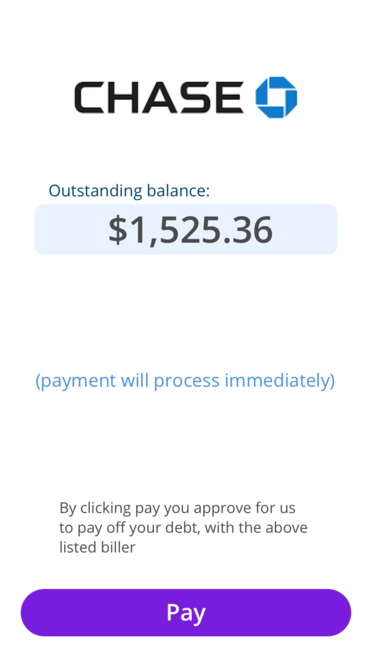 CHASE
Outstanding balance:
$1,525.36
(payment will process immediately)
By clicking pay you approve for us
to pay off your debt, with the above
listed biller
Pay